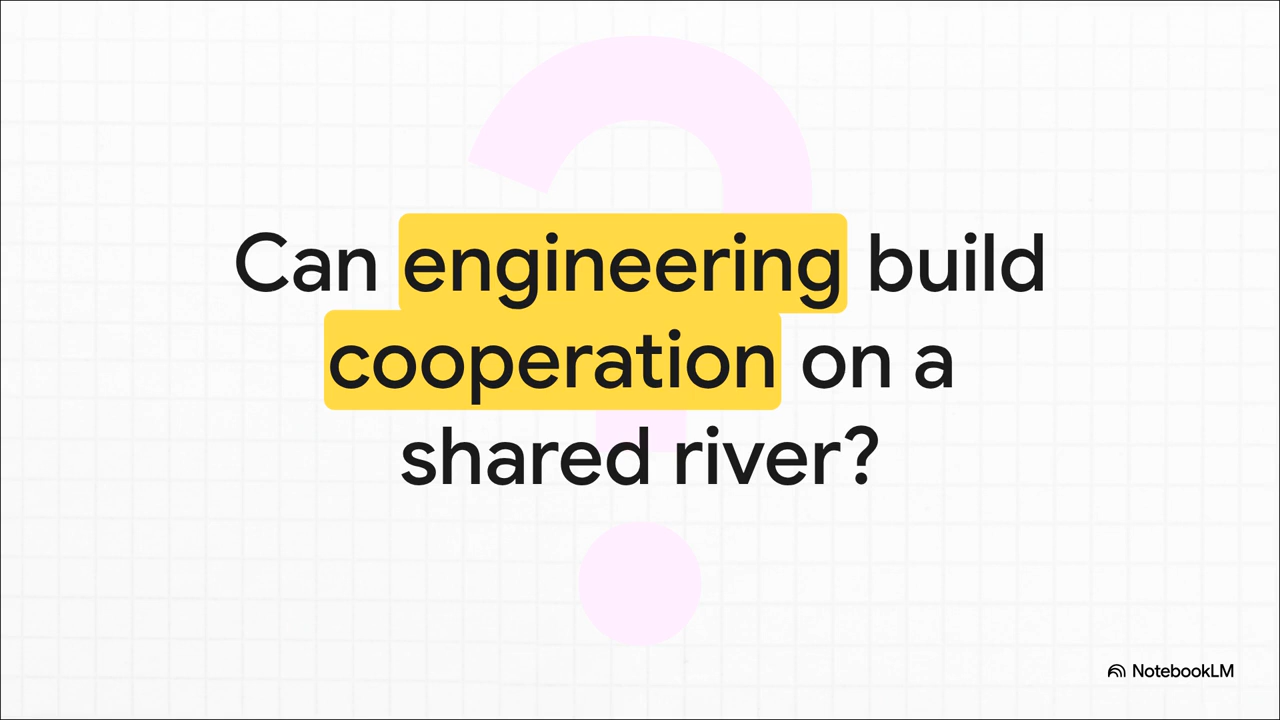 Can engineering build
cooperation on a
shared river?
NotebookLM